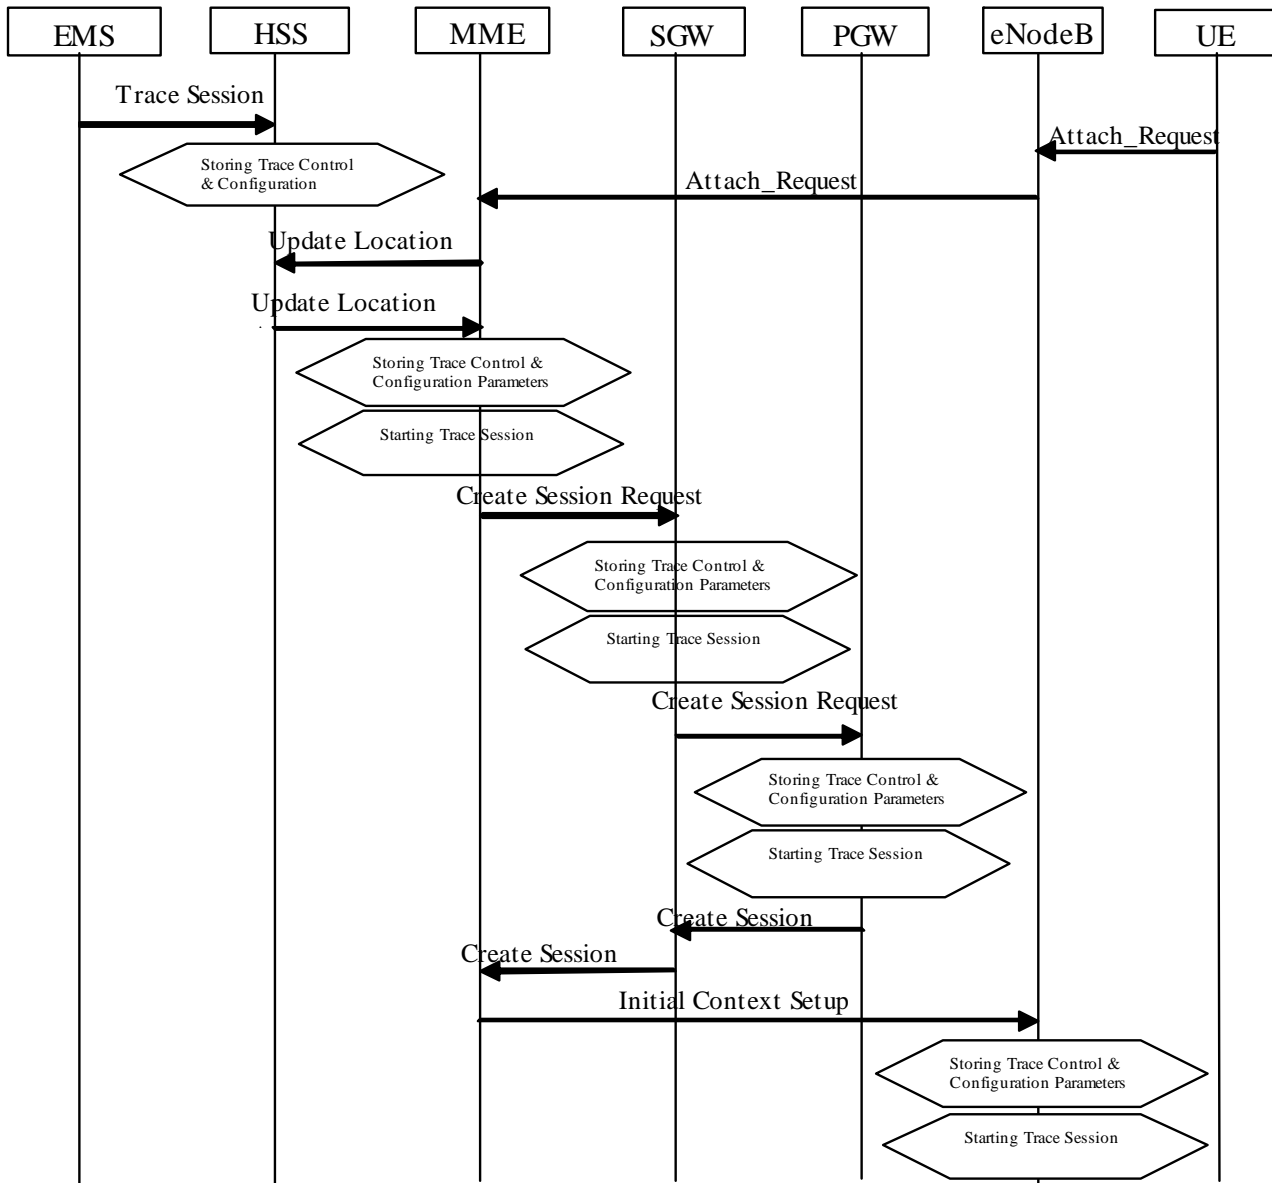 EMS
HSS
MME
SGW
PGW
eNodeB
UE
Trace Session
Attach_Request
Storing Trace Control
& Configuration
Attach_Request
Update Location
Update Location
Storing Trace Control &
Configuration Parameters
Starting Trace Session
Create Session Request
Storing Trace Control &
Configuration Parameters
Starting Trace Session
Create Session Request
Storing Trace Control &
Configuration Parameters
Starting Trace Session
Create Session
Create Session
Initial Context Setup
Storing Trace Control &
Configuration Parameters
Starting Trace Session